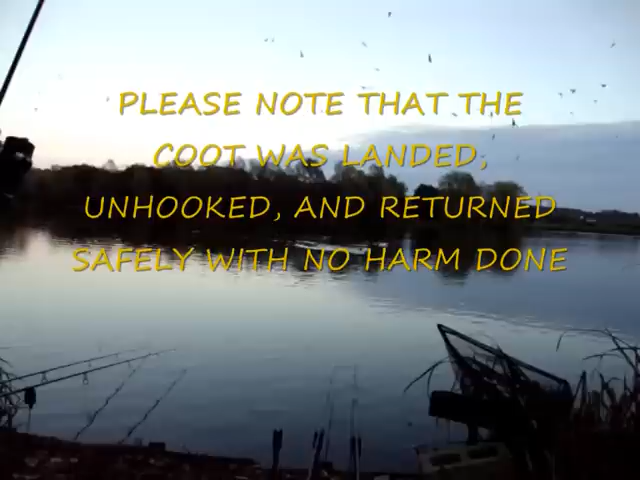 PLEASE NOTE THAT THE
COOT WAS LANDED,
UNHOOKED, AND RETURNED
SAFELY WITH NO HARM DONE